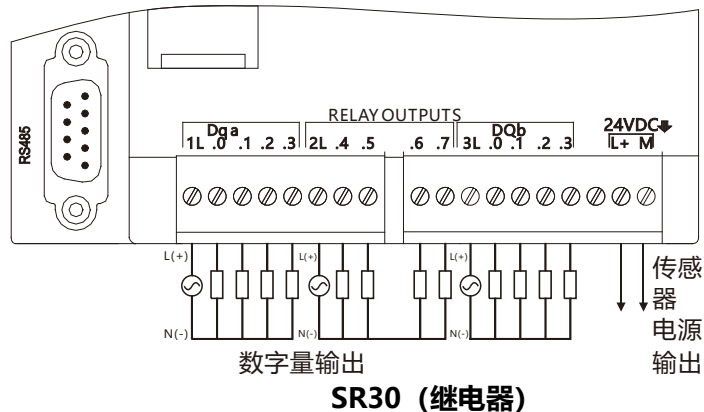 RS485
RELAY OUTPUTS
Dga DQb 24VDC
1L .0 .1 .2 .3 2L .4 .5 .6 .7 3L .0 .1 .2 .3 L+ M
L(+) L(+) L(+)
N(-) N(-) N(-)
数字量输出
传感
器
电源
输出
SR30（继电器）